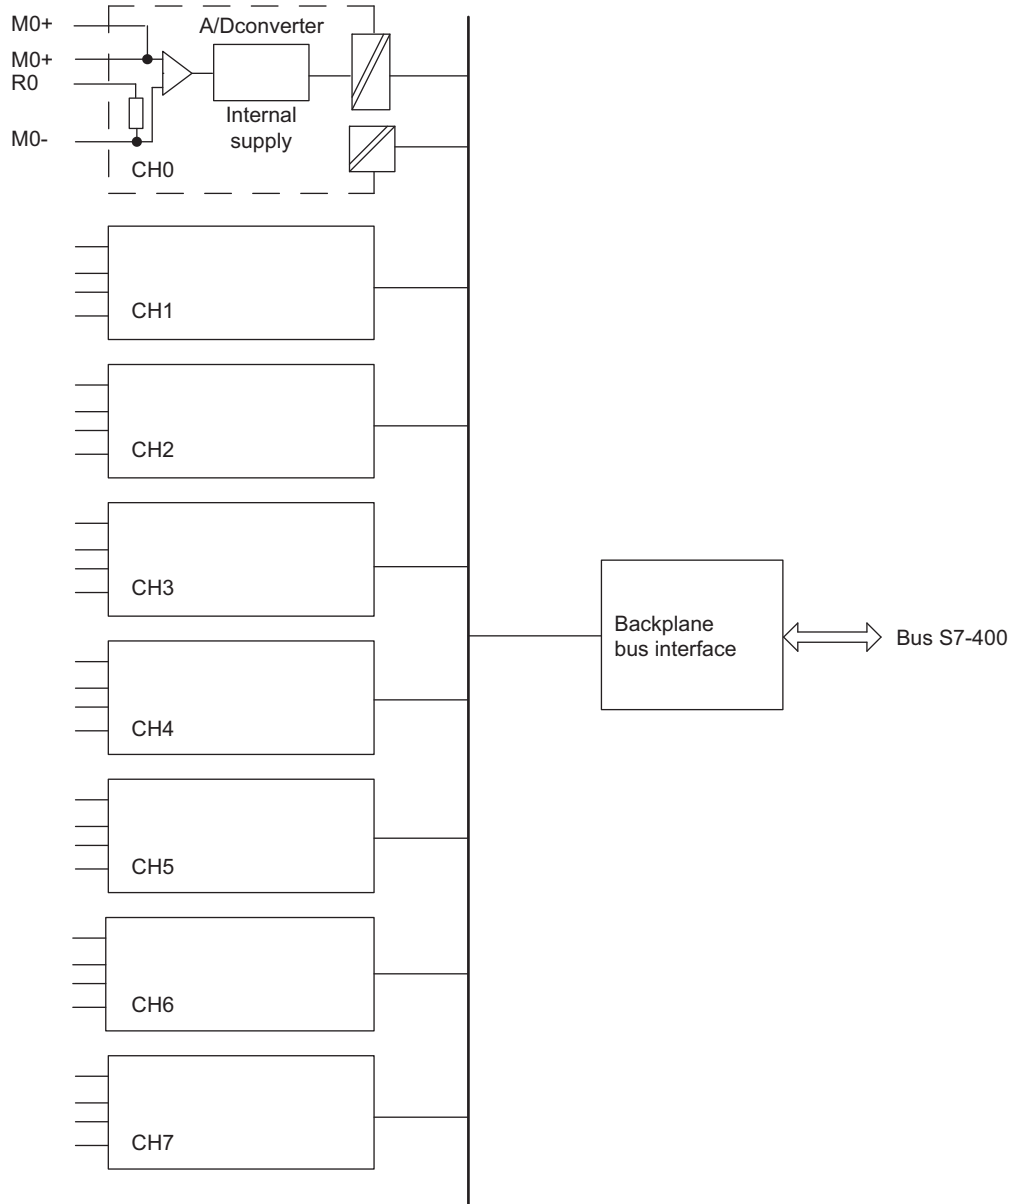 M0+
A/Dconverter
M0+
R0
Internal
supply
M0-
CH0
CH1
CH2
CH3
Backplane
bus interface
Bus S7-400
CH4
CH5
CH6
CH7